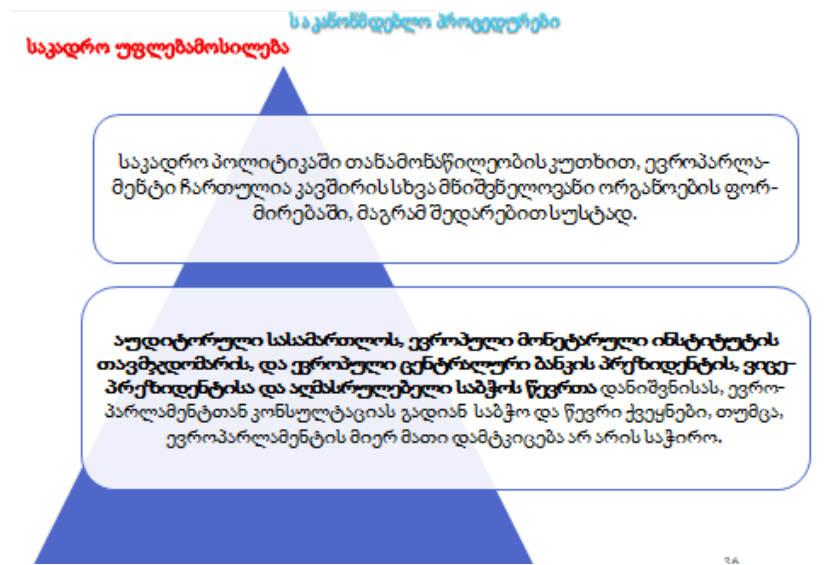 საკანონმდებლო პროცედურები
საკადრო უფლებამოსილება
საკადრო პოლიტიკაში თანამონაწილეობის კუთხით, ევროპარლა-
მენტი ჩართულია კავშირის სხვა მნიშვნელოვანი ორგანოების ფორ-
მირებაში, მაგრამ შედარებით სუსტად.
აუდიტორული სასამართლოს, ევროპული მონეტარული ინსტიტუტის
თავმჯდომარის, და ევროპული ცენტრალური ბანკის პრეზიდენტის, ვიცე-
პრეზიდენტისა და აღმასრულებელი საბჭოს წევრთა დანიშვნისას, ევრო-
პარლამენტთან კონსულტაციას გადიან საბჭო და წევრი ქვეყნები, თუმცა,
ევროპარლამენტის მიერ მათი დამტკიცება არ არის საჭირო.
36